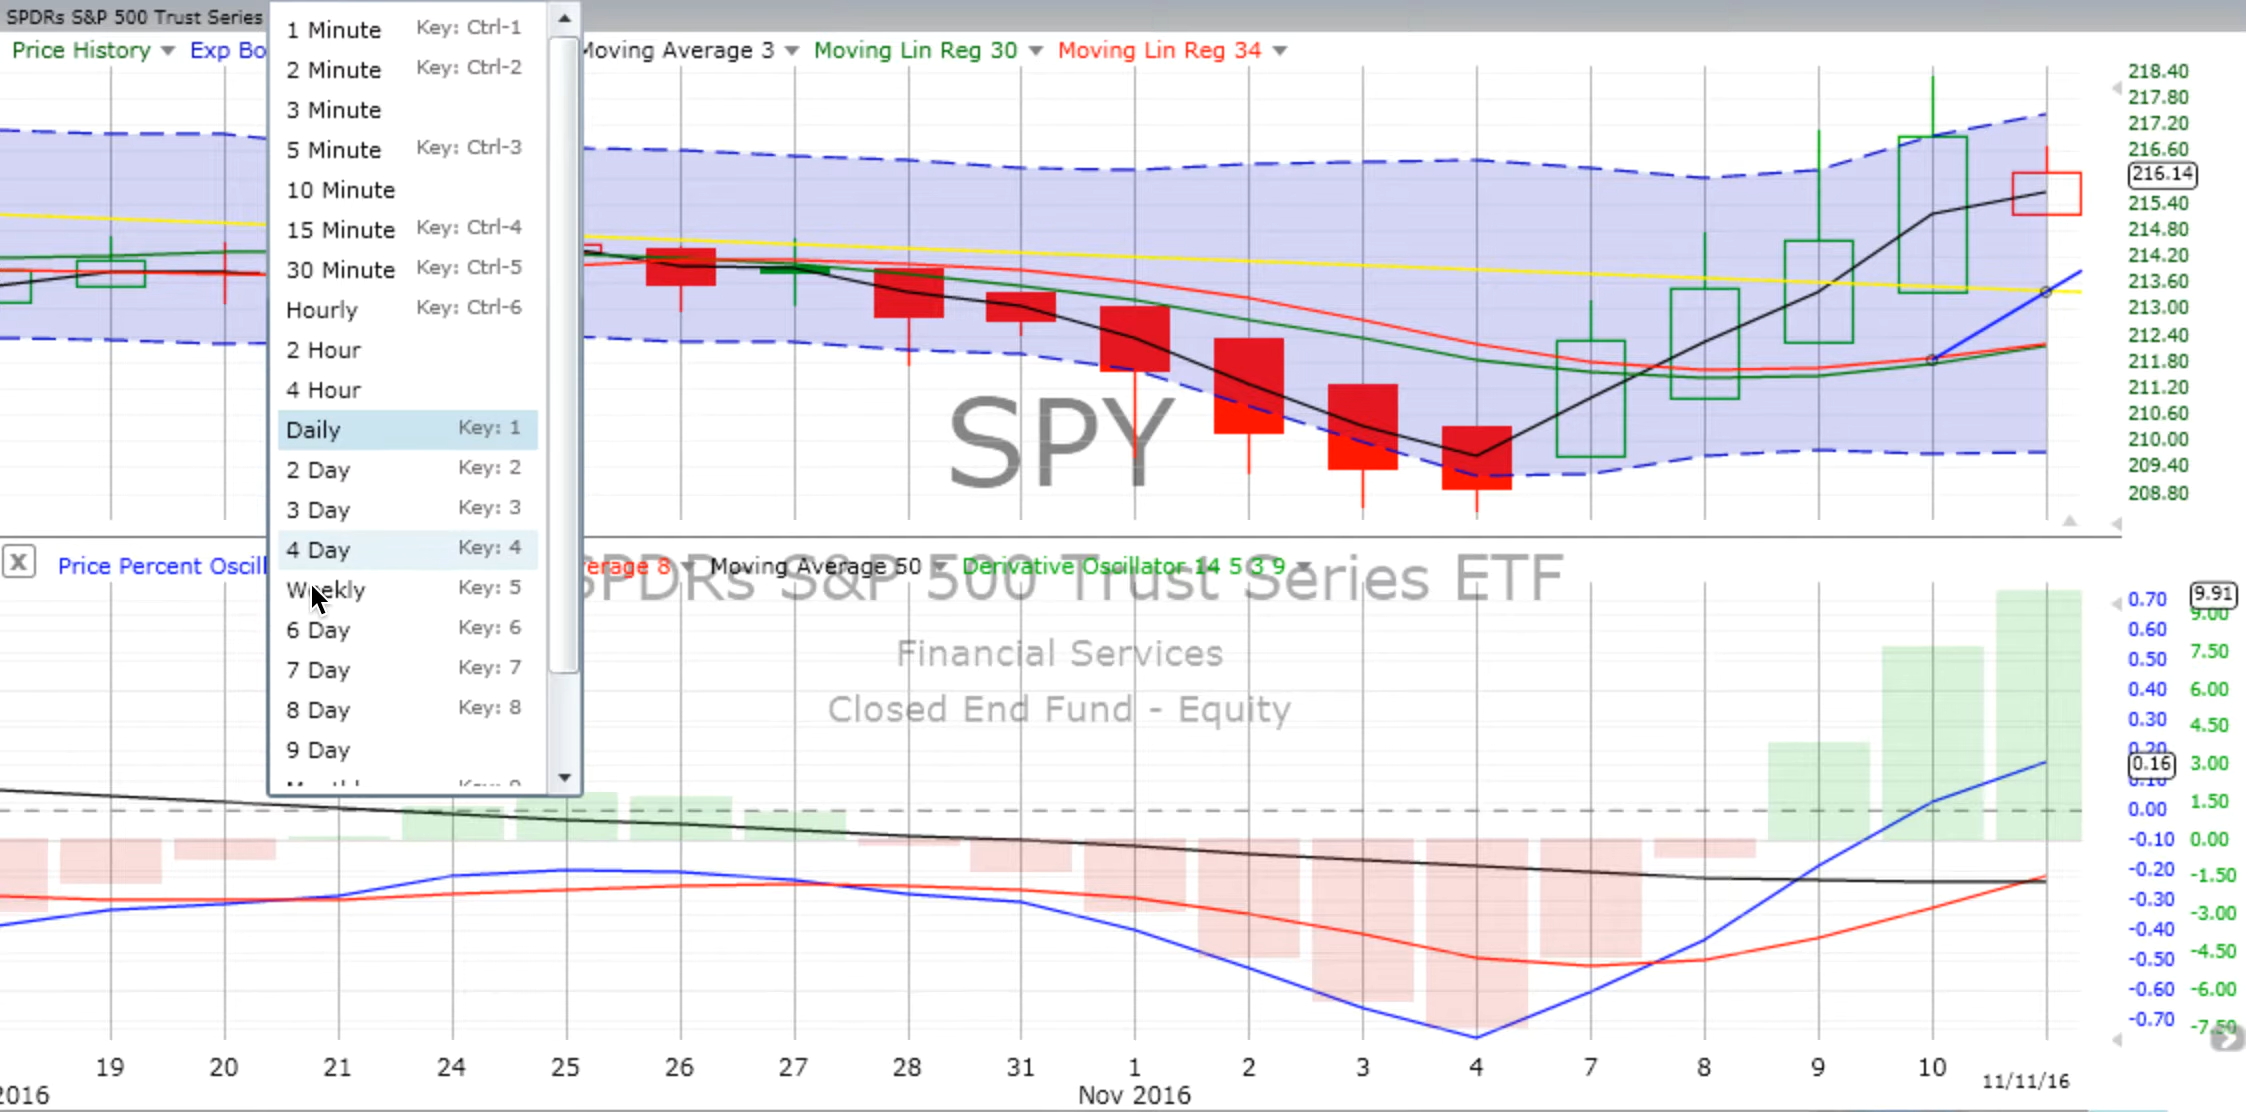 SPDRs S&P 500 Trust Series
Price History Exp Bo Moving Average 3 Moving Lin Reg 30 Moving Lin Reg 34
1 Minute Key: Ctrl-1
2 Minute Key: Ctrl-2
3 Minute
5 Minute Key: Ctrl-3
10 Minute
15 Minute Key: Ctrl-4
30 Minute Key: Ctrl-5
Hourly Key: Ctrl-6
2 Hour
4 Hour
Daily Key: 1
2 Day Key: 2
3 Day Key: 3
4 Day Key: 4
Weekly Key: 5
6 Day Key: 6
7 Day Key: 7
8 Day Key: 8
9 Day
218.40
217.80
217.20
216.60
216.14
215.40
214.80
214.20
213.60
213.00
212.40
211.80
211.20
210.60
210.00
209.40
208.80
SPY
X Price Percent Oscill erage 8 Moving Average 50 Derivative Oscillator 14 5 3 9
SPDRs S&P 500 Trust Series ETF
Financial Services
Closed End Fund - Equity
0.70
0.60
0.50
0.40
0.30
0.20
0.16
0.10
0.00
-0.10
-0.20
-0.30
-0.40
-0.50
-0.60
-0.70
9.91
9.00
7.50
6.00
4.50
3.00
1.50
0.00
-1.50
-3.00
-4.50
-6.00
-7.50
19 20 21 24 25 26 27 28 31 1 2 3 4 7 8 9 10 11/11/16
2016 Nov 2016